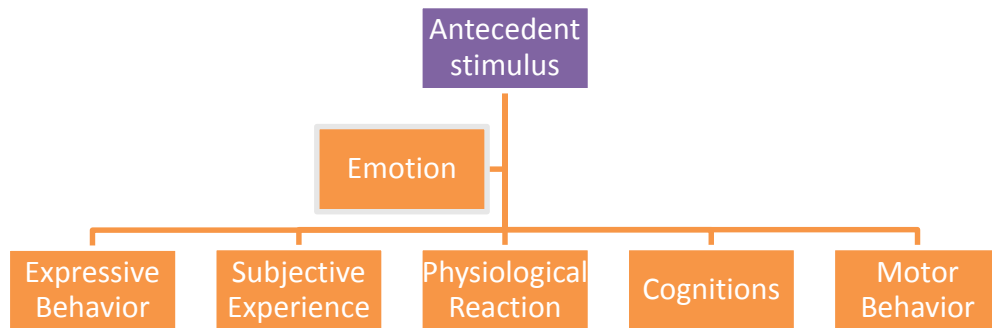 Antecedent
stimulus
Emotion
Expressive
Behavior
Subjective
Experience
Physiological
Reaction
Cognitions
Motor
Behavior